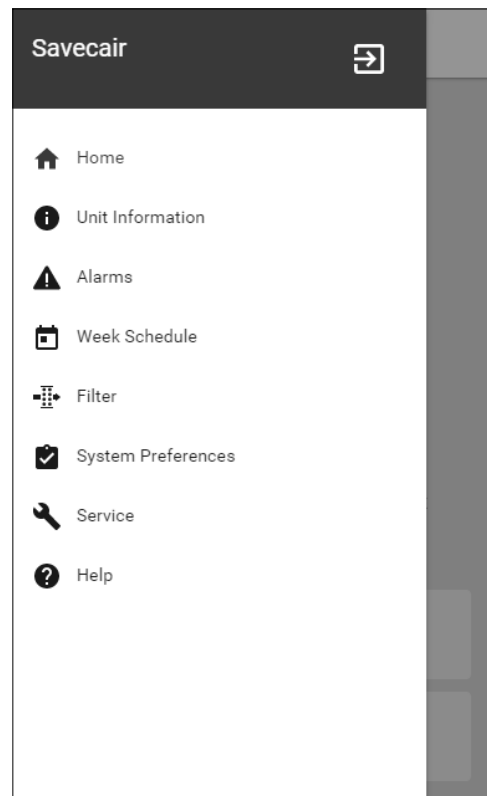 Savecair
Home
Unit Information
Alarms
Week Schedule
Filter
System Preferences
Service
Help